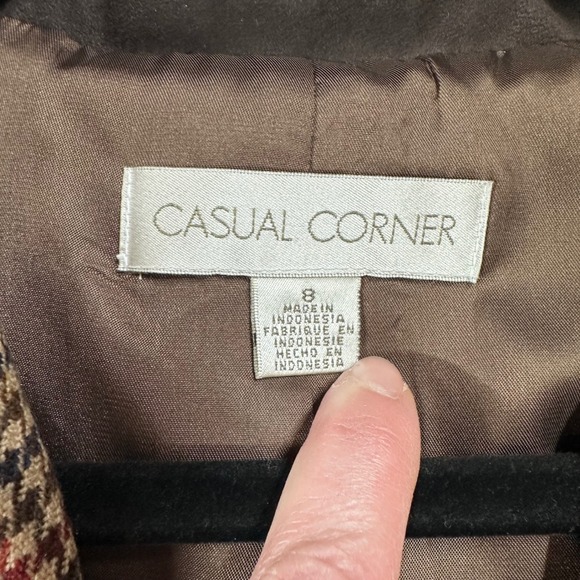 CASUAL CORNER
8
MADE IN
INDONESIA
FABRIQUE EN
INDONESIE
HECHO EN
INDONESIA